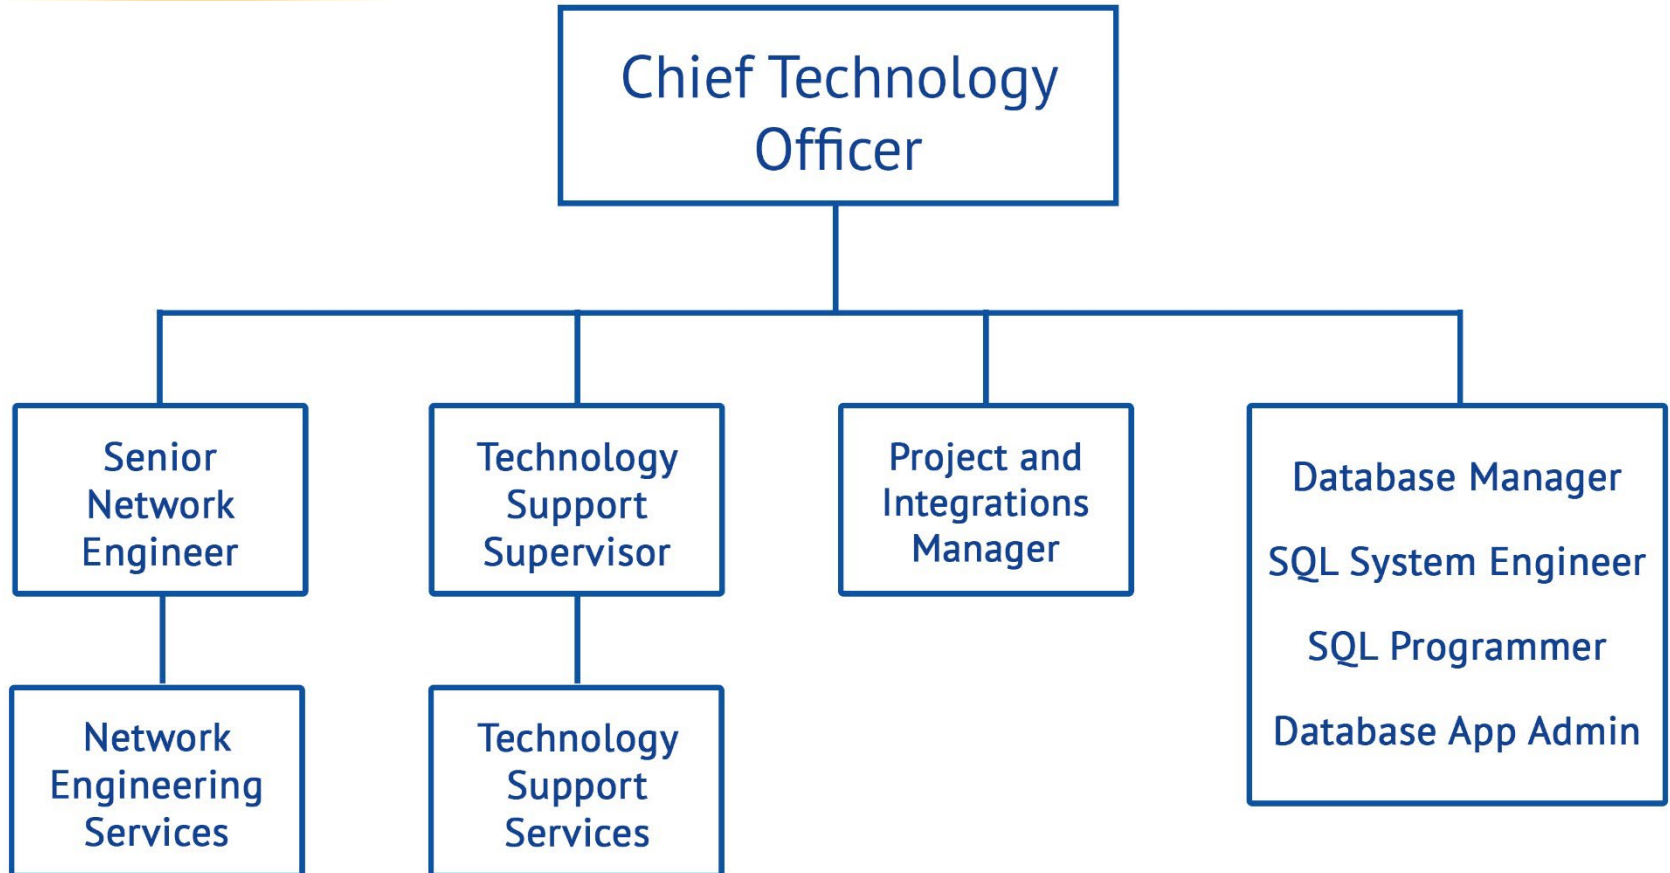 Chief Technology
Officer
Senior
Network
Engineer
Technology
Support
Supervisor
Project and
Integrations
Manager
Database Manager
SQL System Engineer
SQL Programmer
Database App Admin
Network
Engineering
Services
Technology
Support
Services